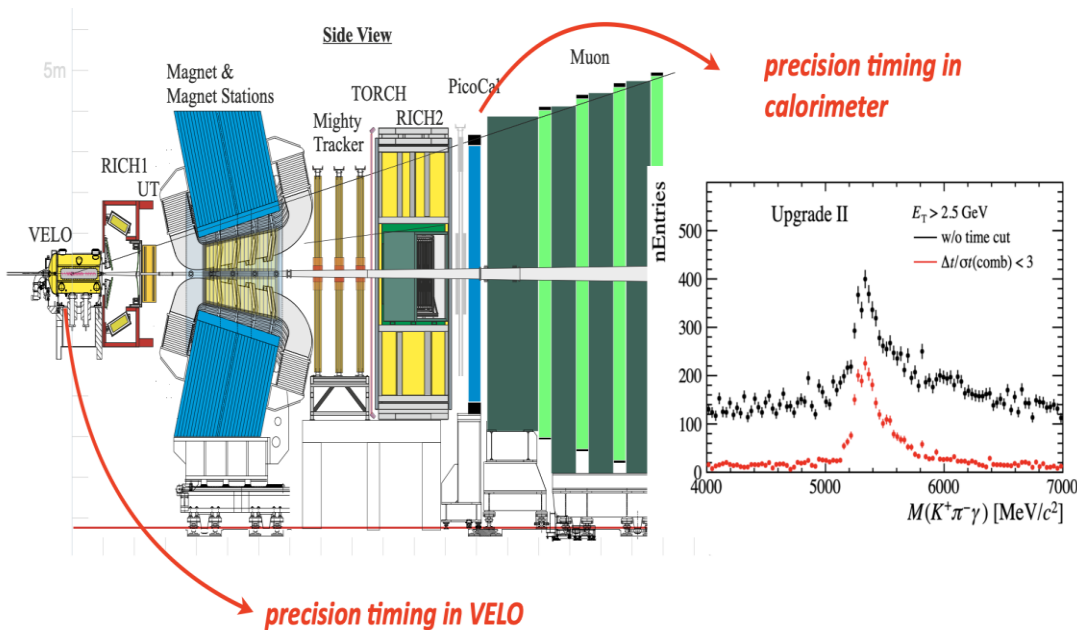 Side View
5m
Magnet &
Magnet Stations
precision timing in
calorimeter
Muon
PicoCal
TORCH
RICH2
Mighty
Tracker
RICH1
UT
VELO
nEntries
500
400
300
200
100
0
Upgrade II
E_T > 2.5 GeV
w/o time cut
Δt/σt(comb) < 3
4000 5000 6000 7000
M(K⁺π⁻γ) [MeV/c²]
precision timing in VELO